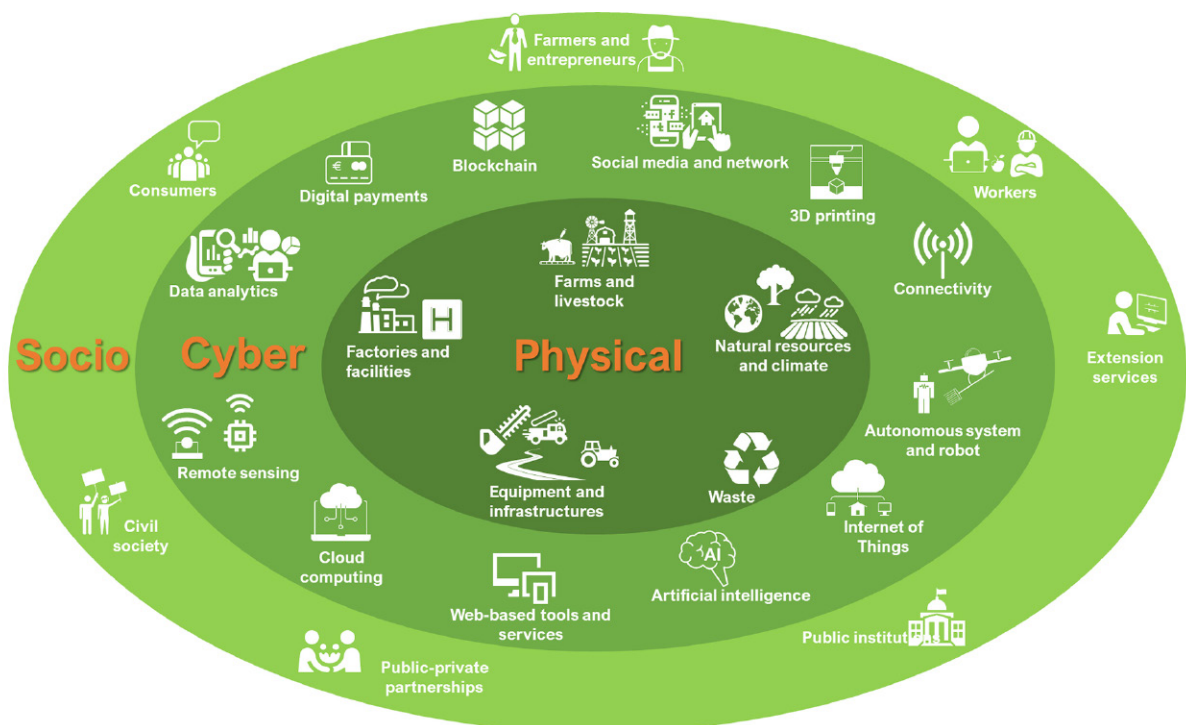 Farmers and
entrepreneurs
Consumers
Digital payments
Blockchain
Social media and network
3D printing
Workers
Data analytics
Farms and
livestock
Connectivity
Factories and
facilities
Natural resources
and climate
Socio
Cyber
Physical
Extension
services
Remote sensing
Equipment and
infrastructures
Waste
Autonomous system
and robot
Civil
society
Cloud
computing
Internet of
Things
Web-based tools and
services
AI
Artificial intelligence
Public institutions
Public-private
partnerships
H